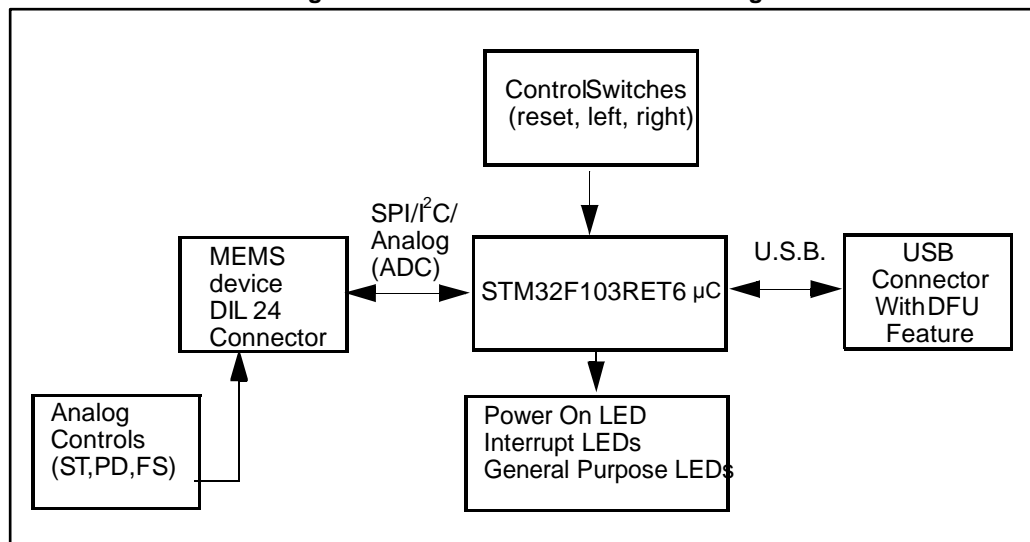 ControlSwitches
(reset, left, right)
SPI/I²C/
Analog
(ADC)
MEMS
device
DIL 24
Connector
STM32F103RET6 µC
U.S.B.
USB
Connector
WithDFU
Feature
Analog
Controls
(ST,PD,FS)
Power On LED
Interrupt LEDs
General Purpose LEDs